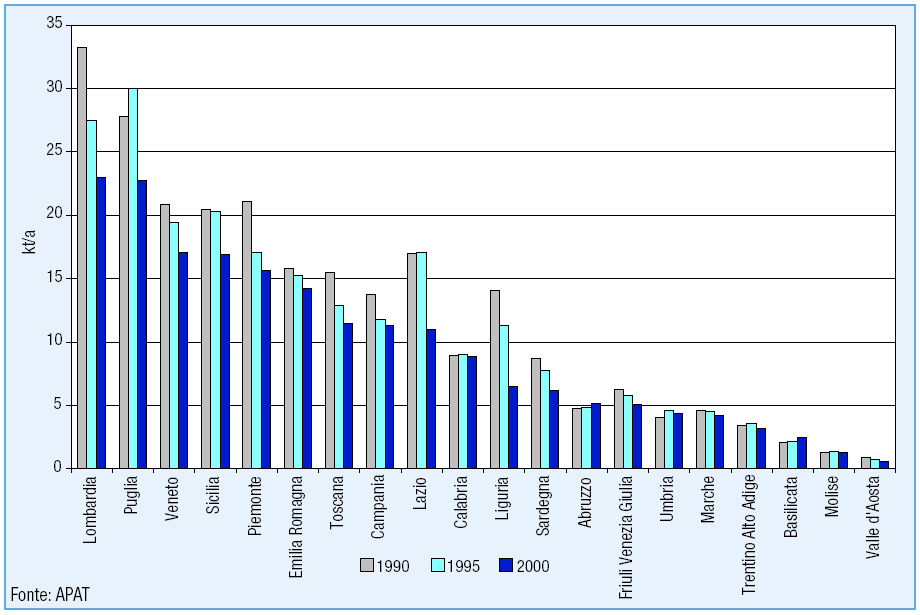 35
30
25
20
15
10
5
0
kt/a
Lombardia
Puglia
Veneto
Sicilia
Piemonte
Emilia Romagna
Toscana
Campania
Lazio
Calabria
Liguria
Sardegna
Abruzzo
Friuli Venezia Giulia
Umbria
Marche
Trentino Alto Adige
Basilicata
Molise
Valle d'Aosta
1990 1995 2000
Fonte: APAT